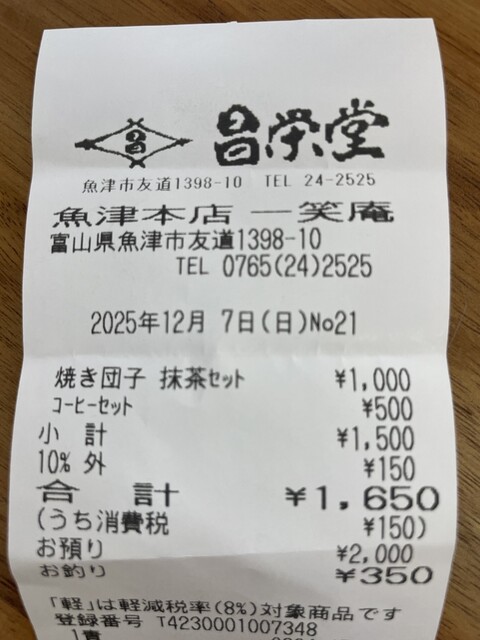 昌栄堂
魚津市友道1398-10 TEL 24-2525
魚津本店 一笑庵
富山県魚津市友道1398-10
TEL 0765(24)2525
2025年12月 7日(日)No21
焼き団子 抹茶セット ¥1,000
コーヒーセット ¥500
小 計 ¥1,500
10% 外 ¥150
合 計 ¥1,650
(うち消費税 ¥150)
お預り ¥2,000
お釣り ¥350
「軽」は軽減税率(8%)対象商品です
登録番号 T4230001007348